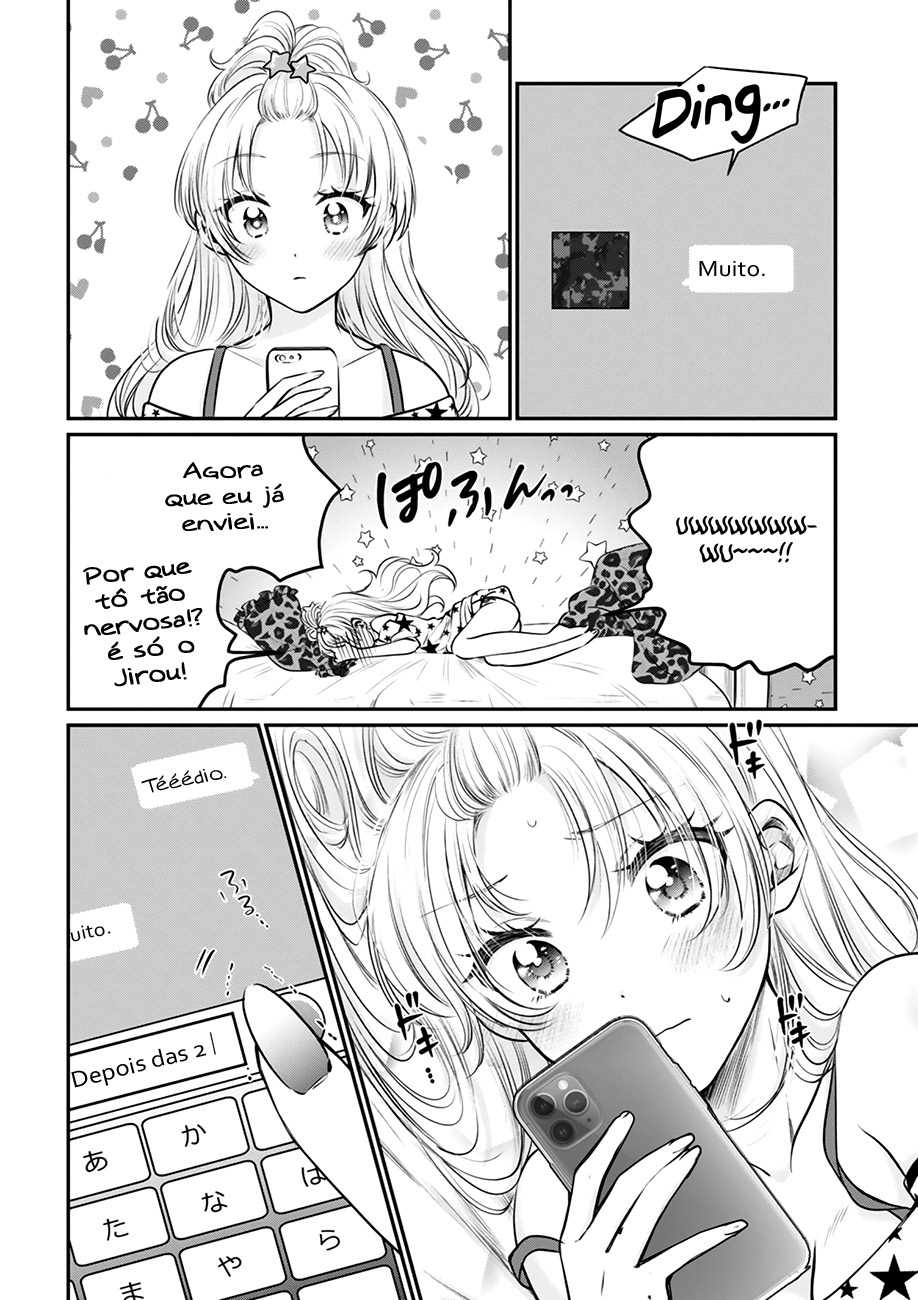 Ding...
Muito.
UWWWWWW-
WU~~~!!
ぽふん..
Agora
que eu já
enviei...
Por que
tô tão
nervosa!?
é só o
Jirou!
ドキ
ドキ
ドキ...
Tééédio.
uito.
ふる...
Depois das 2
あ
か
た
な
は
ま
や
ら